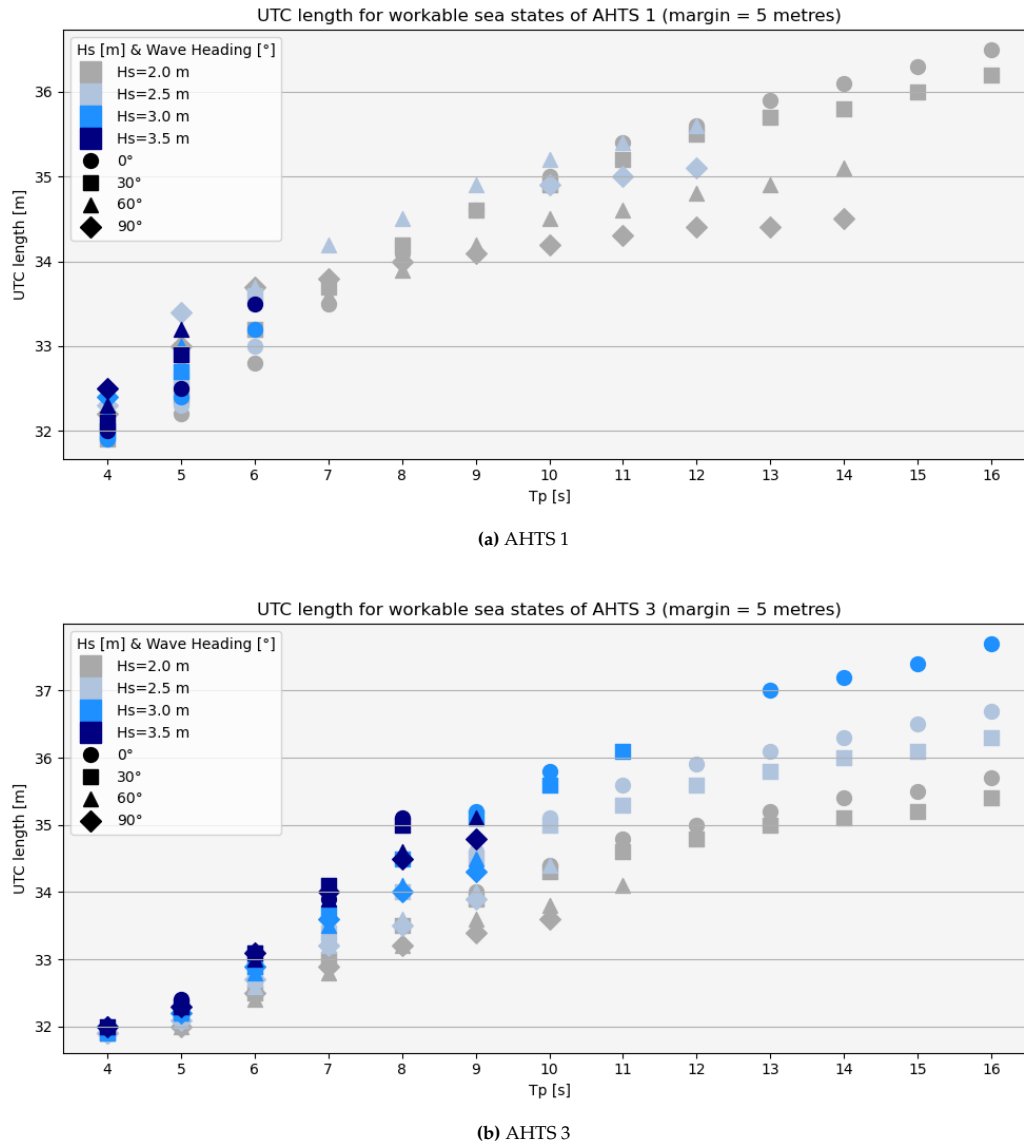 UTC length for workable sea states of AHTS 1 (margin = 5 metres)
Hs [m] & Wave Heading [°]
Hs=2.0 m
Hs=2.5 m
Hs=3.0 m
Hs=3.5 m
0°
30°
60°
90°
UTC length [m]
36
35
34
33
32
4 5 6 7 8 9 10 11 12 13 14 15 16
Tp [s]
(a) AHTS 1
UTC length for workable sea states of AHTS 3 (margin = 5 metres)
Hs [m] & Wave Heading [°]
Hs=2.0 m
Hs=2.5 m
Hs=3.0 m
Hs=3.5 m
0°
30°
60°
90°
UTC length [m]
37
36
35
34
33
32
4 5 6 7 8 9 10 11 12 13 14 15 16
Tp [s]
(b) AHTS 3